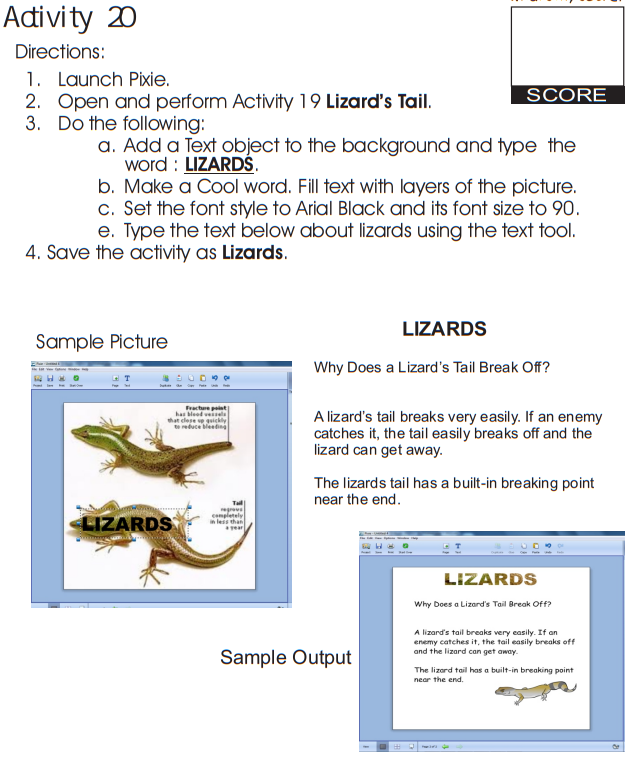 Activity 20
Directions:
SCORE
1. Launch Pixie.
2. Open and perform Activity 19 Lizard's Tail.
3. Do the following:
a. Add a Text object to the background and type the
word : LIZARDS.
b. Make a Cool word. Fill text with layers of the picture.
c. Set the font style to Arial Black and its font size to 90.
e. Type the text below about lizards using the text tool.
4. Save the activity as Lizards.
Sample Picture
Fracture point
has blood vessels
that close up quickly
to reduce bleeding
LIZARDS
Tail
regrows
completely
in less than
a year
LIZARDS
Why Does a Lizard's Tail Break Off?
A lizard's tail breaks very easily. If an enemy
catches it, the tail easily breaks off and the
lizard can get away.
The lizards tail has a built-in breaking point
near the end.
Sample Output
LIZARDS
Why Does a Lizard's Tail Break Off?
A lizard's tail breaks very easily. If an
enemy catches it, the tail easily breaks off
and the lizard can get away.
The lizard tail has a built-in breaking point
near the end.